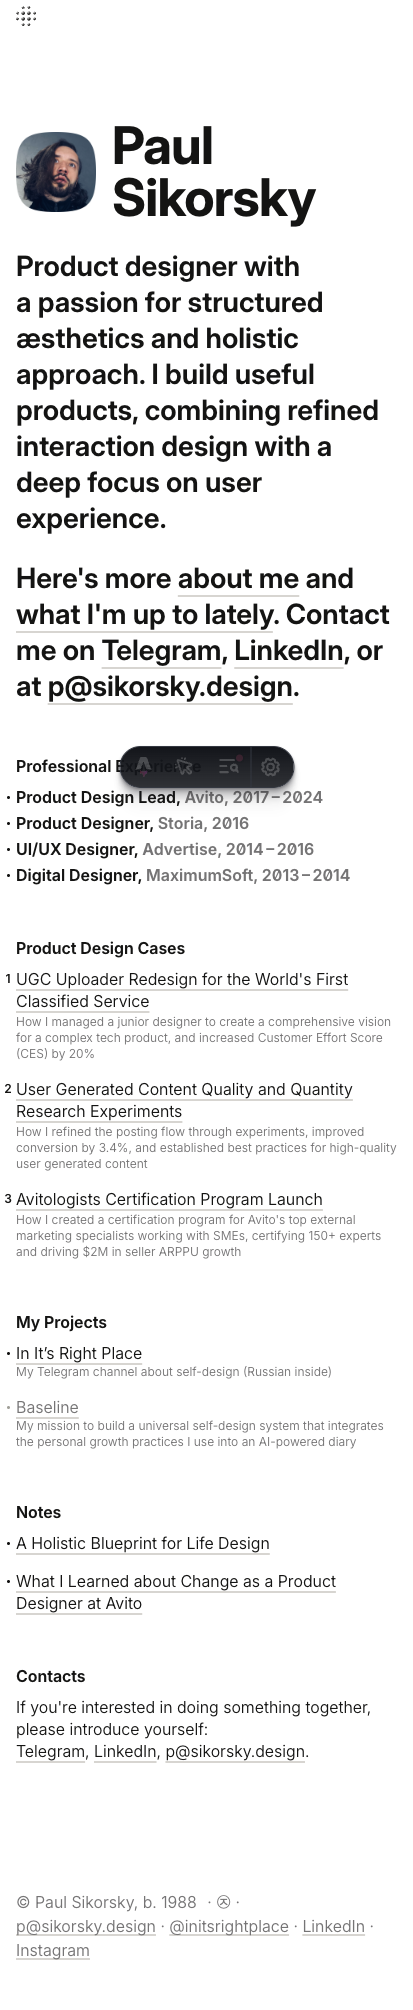 Paul
Sikorsky
Product designer with
a passion for structured
æsthetics and holistic
approach. I build useful
products, combining refined
interaction design with a
deep focus on user
experience.
Here's more about me and
what I'm up to lately. Contact
me on Telegram, LinkedIn, or
at p@sikorsky.design.
Professional Experience
· Product Design Lead, Avito, 2017 – 2024
· Product Designer, Storia, 2016
· UI/UX Designer, Advertise, 2014 – 2016
· Digital Designer, MaximumSoft, 2013 – 2014
Product Design Cases
1 UGC Uploader Redesign for the World's First
Classified Service
How I managed a junior designer to create a comprehensive vision
for a complex tech product, and increased Customer Effort Score
(CES) by 20%
2 User Generated Content Quality and Quantity
Research Experiments
How I refined the posting flow through experiments, improved
conversion by 3.4%, and established best practices for high-quality
user generated content
3 Avitologists Certification Program Launch
How I created a certification program for Avito's top external
marketing specialists working with SMEs, certifying 150+ experts
and driving $2M in seller ARPPU growth
My Projects
· In It’s Right Place
My Telegram channel about self-design (Russian inside)
· Baseline
My mission to build a universal self-design system that integrates
the personal growth practices I use into an AI-powered diary
Notes
· A Holistic Blueprint for Life Design
· What I Learned about Change as a Product
Designer at Avito
Contacts
If you're interested in doing something together,
please introduce yourself:
Telegram, LinkedIn, p@sikorsky.design.
© Paul Sikorsky, b. 1988 · ·
p@sikorsky.design · @initsrightplace · LinkedIn ·
Instagram